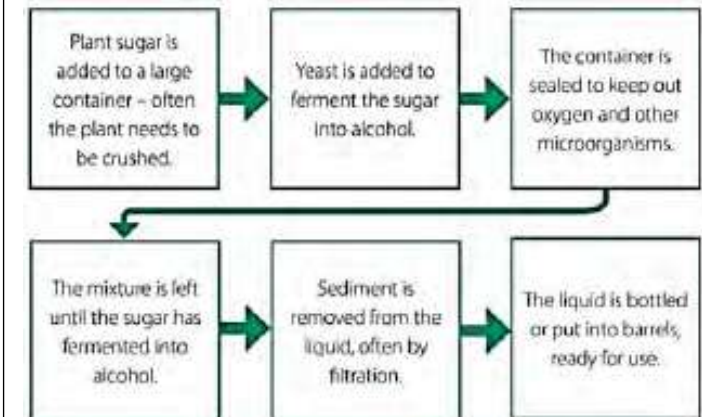 Plant sugar is
added to a large
container – often
the plant needs to
be crushed.
Yeast is added to
ferment the sugar
into alcohol.
The container is
sealed to keep out
oxygen and other
microorganisms.
The mixture is left
until the sugar has
fermented into
alcohol.
Sediment is
removed from the
liquid, often by
filtration.
The liquid is bottled
or put into barrels,
ready for use.